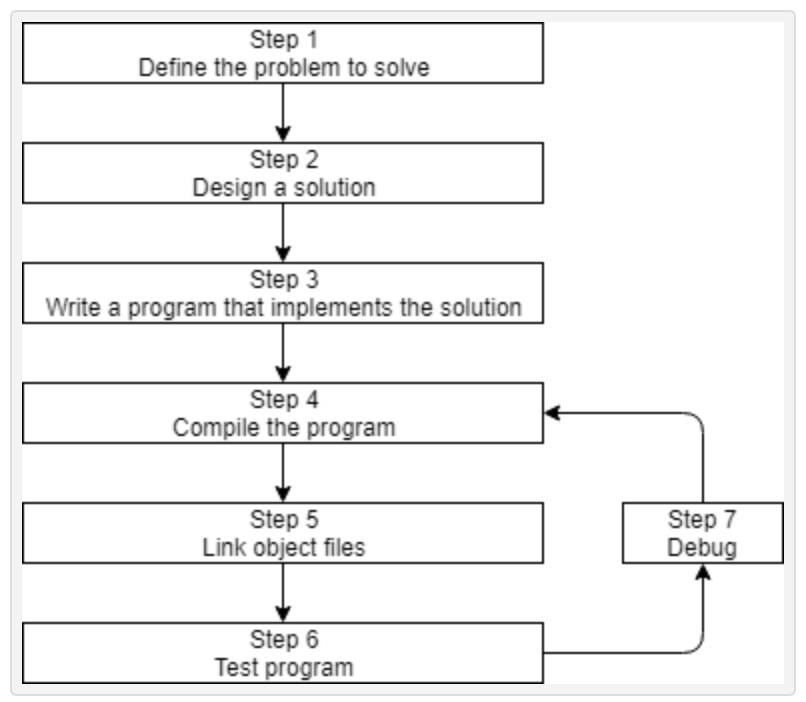 Step 1
Define the problem to solve
Step 2
Design a solution
Step 3
Write a program that implements the solution
Step 4
Compile the program
Step 5
Link object files
Step 7
Debug
Step 6
Test program